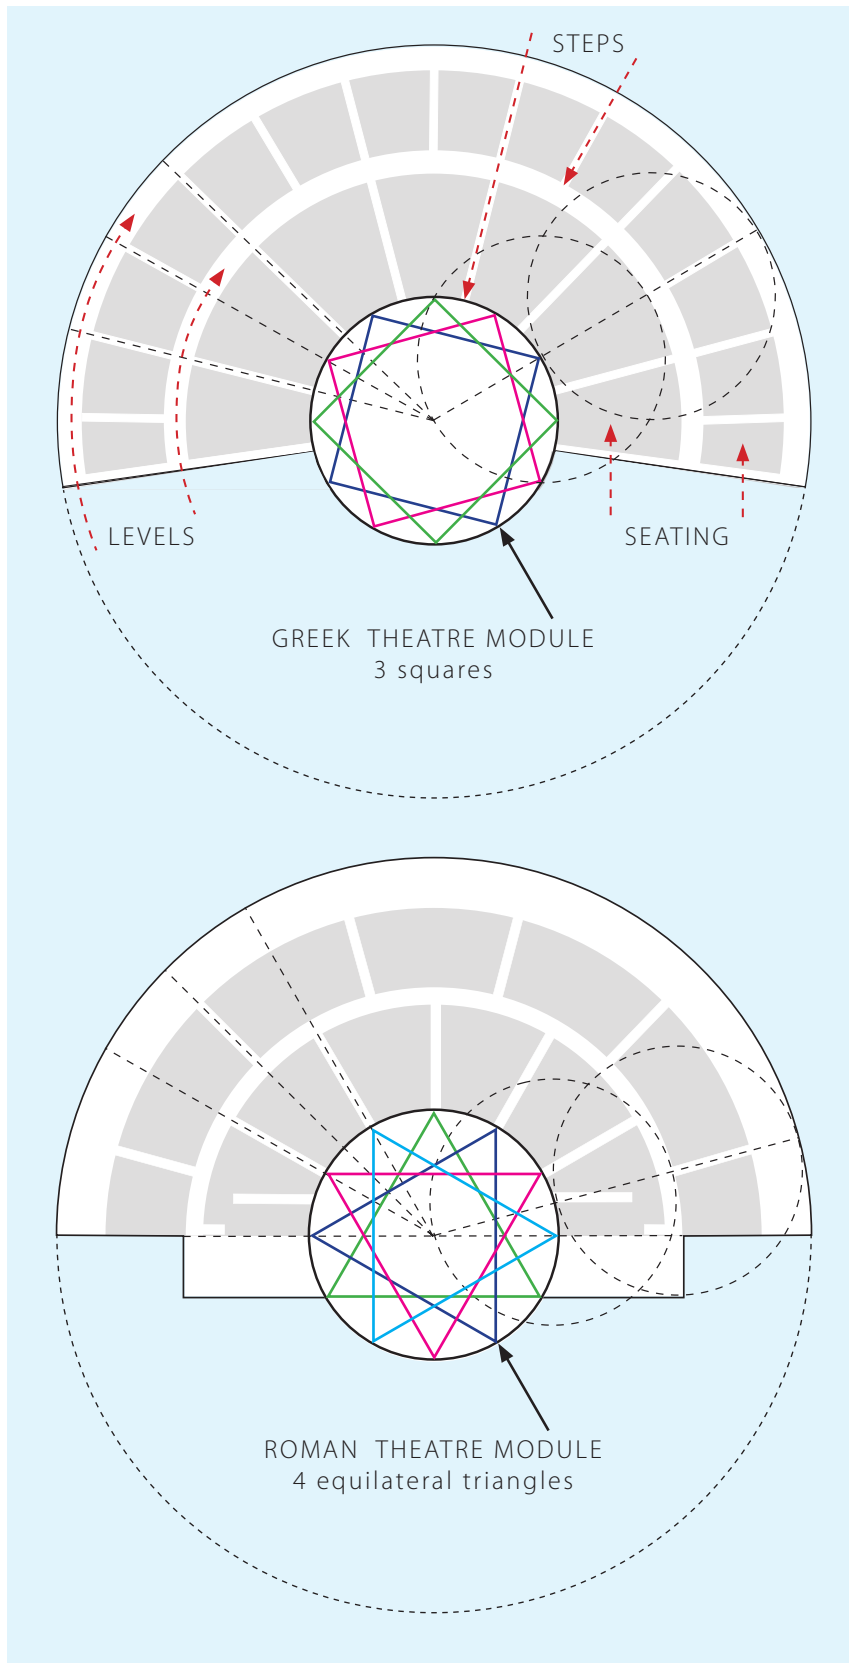 STEPS
LEVELS
SEATING
GREEK THEATRE MODULE
3 squares
ROMAN THEATRE MODULE
4 equilateral triangles